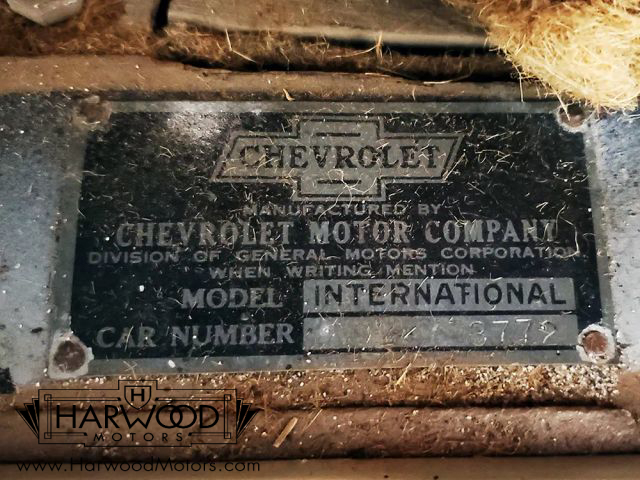 CHEVROLET
MANUFACTURED BY
CHEVROLET MOTOR COMPANY
DIVISION OF GENERAL MOTORS CORPORATION
WHEN WRITING MENTION
MODEL INTERNATIONAL
CAR NUMBER 3779
H
HARWOOD
MOTORS
www.HarwoodMotors.com